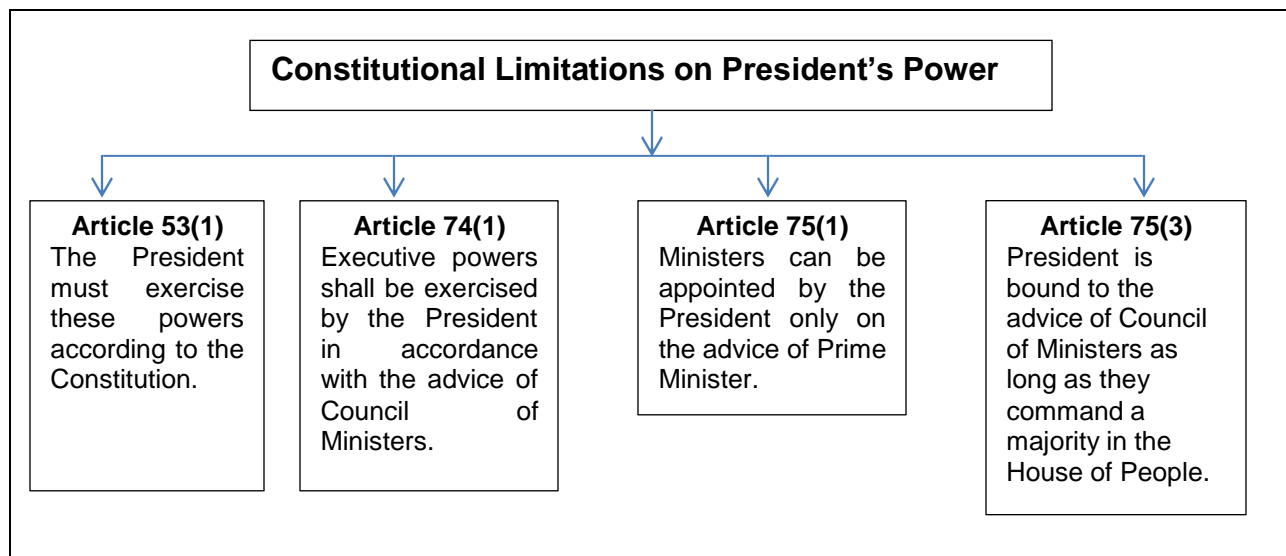 Constitutional Limitations on President’s Power
Article 53(1)
The President
must exercise
these powers
according to the
Constitution.
Article 74(1)
Executive powers
shall be exercised
by the President
in accordance
with the advice of
Council of
Ministers.
Article 75(1)
Ministers can be
appointed by the
President only on
the advice of Prime
Minister.
Article 75(3)
President is
bound to the
advice of Council
of Ministers as
long as they
command a
majority in the
House of People.